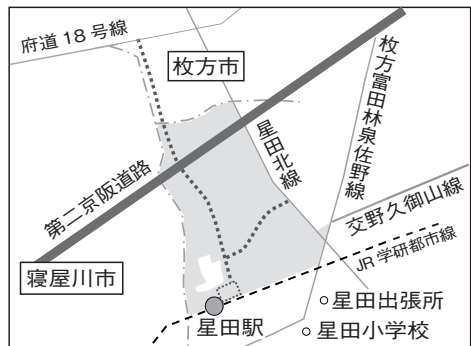 府道18号線
枚方市
枚方富田林泉佐野線
星田北線
第二京阪道路
交野久御山線
JR学研都市線
寝屋川市
星田駅
星田出張所
星田小学校